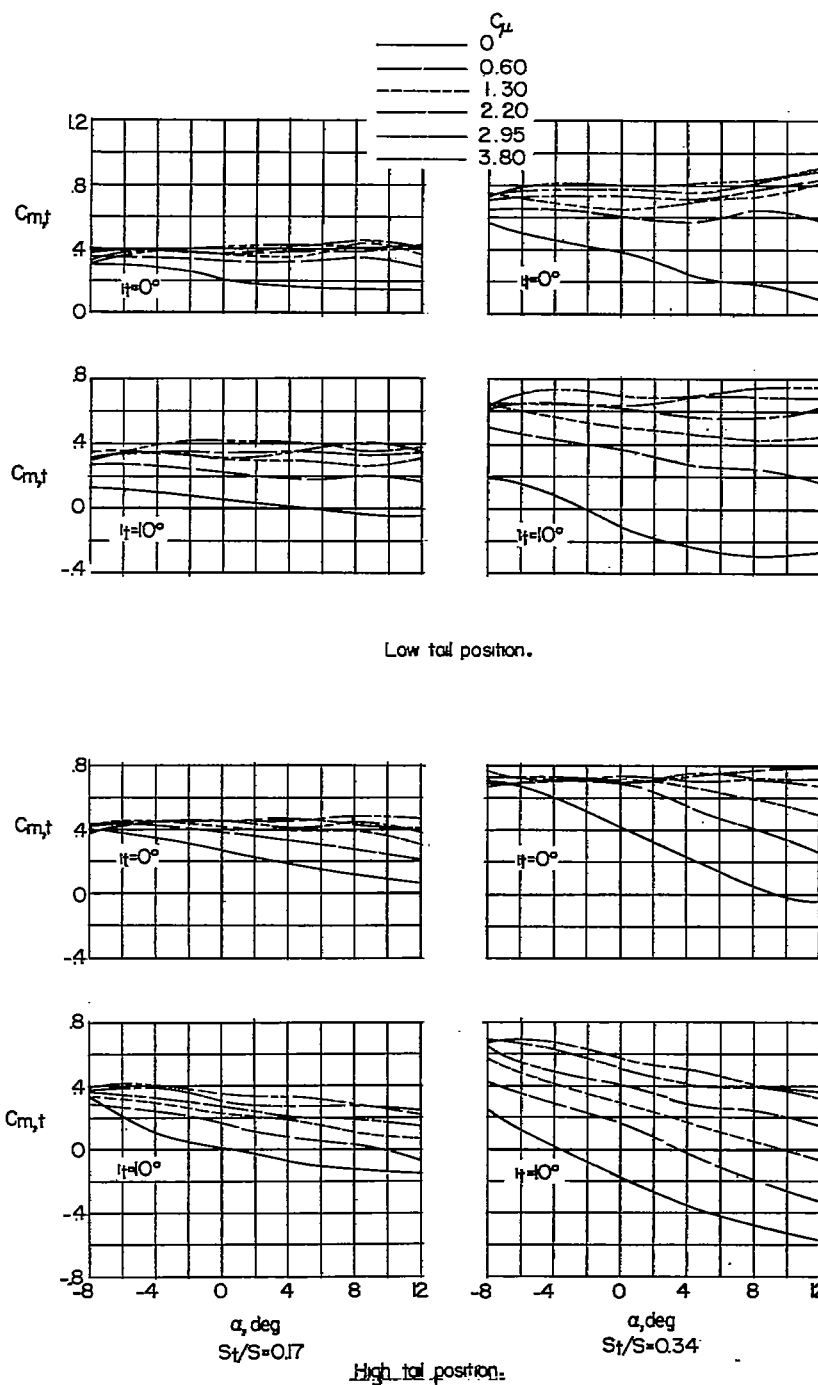 Cμ
0
0.60
1.30
2.20
2.95
3.80
1.2
.8
Cm,t
.4
0
it=0°
it=0°
.8
Cm,t
.4
0
-.4
it=10°
it=10°
Low tail position.
.8
Cm,t
.4
0
-.4
it=0°
it=0°
.8
Cm,t
.4
0
-.4
-.8
it=10°
it=10°
-8 -4 0 4 8 12
-8 -4 0 4 8 12
α, deg
α, deg
St/S=0.17
St/S=0.34
High tail position.